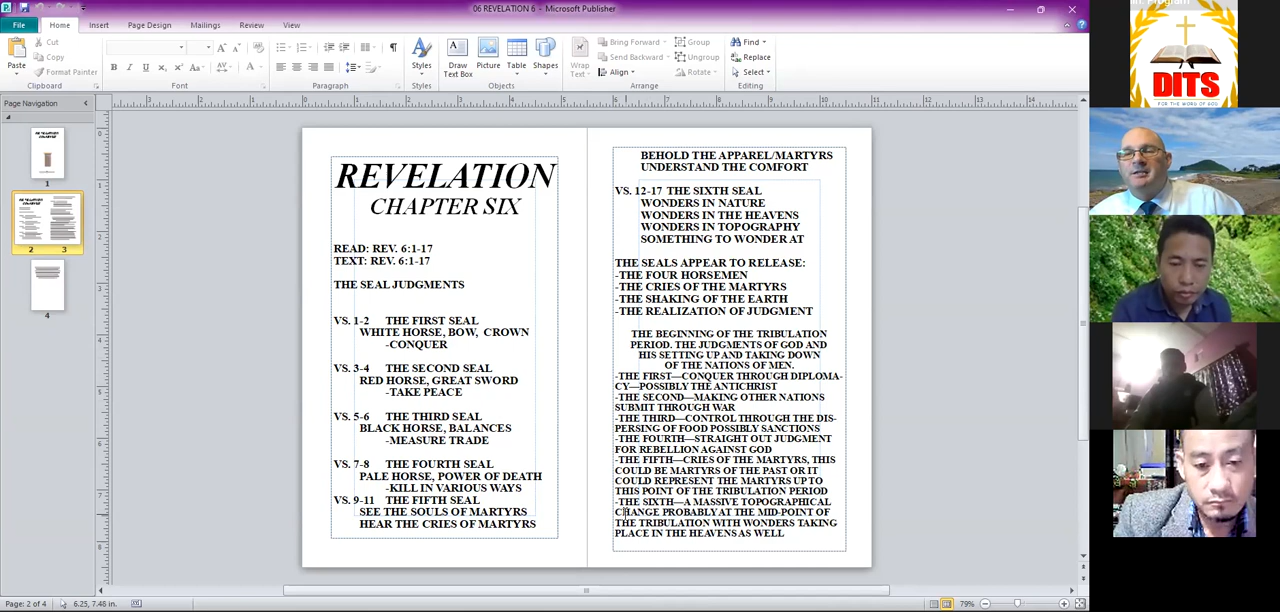 06 REVELATION 6 - Microsoft Publisher
File
Home
Insert
Page Design
Mailings
Review
View
Paste
Cut
Copy
Format Painter
Clipboard
Font
Paragraph
Styles
Styles
Draw Text Box
Picture
Table
Shapes
Objects
Wrap Text
Bring Forward
Send Backward
Align
Group
Ungroup
Rotate
Arrange
Find
Replace
Select
Editing
Page Navigation
1
2 3
4
REVELATION
CHAPTER SIX
READ: REV. 6:1-17
TEXT: REV. 6:1-17
THE SEAL JUDGMENTS
VS. 1-2 THE FIRST SEAL
WHITE HORSE, BOW, CROWN
-CONQUER
VS. 3-4 THE SECOND SEAL
RED HORSE, GREAT SWORD
-TAKE PEACE
VS. 5-6 THE THIRD SEAL
BLACK HORSE, BALANCES
-MEASURE TRADE
VS. 7-8 THE FOURTH SEAL
PALE HORSE, POWER OF DEATH
-KILL IN VARIOUS WAYS
VS. 9-11 THE FIFTH SEAL
SEE THE SOULS OF MARTYRS
HEAR THE CRIES OF MARTYRS
BEHOLD THE APPAREL/MARTYRS
UNDERSTAND THE COMFORT
VS. 12-17 THE SIXTH SEAL
WONDERS IN NATURE
WONDERS IN THE HEAVENS
WONDERS IN TOPOGRAPHY
SOMETHING TO WONDER AT
THE SEALS APPEAR TO RELEASE:
-THE FOUR HORSEMEN
-THE CRIES OF THE MARTYRS
-THE SHAKING OF THE EARTH
-THE REALIZATION OF JUDGMENT
THE BEGINNING OF THE TRIBULATION
PERIOD. THE JUDGMENTS OF GOD AND
HIS SETTING UP AND TAKING DOWN
OF THE NATIONS OF MEN.
-THE FIRST—CONQUER THROUGH DIPLOMA-
CY—POSSIBLY THE ANTICHRIST
-THE SECOND—MAKING OTHER NATIONS
SUBMIT THROUGH WAR
-THE THIRD—CONTROL THROUGH THE DIS-
PERSING OF FOOD POSSIBLY SANCTIONS
-THE FOURTH—STRAIGHT OUT JUDGMENT
FOR REBELLION AGAINST GOD
-THE FIFTH—CRIES OF THE MARTYRS, THIS
COULD BE MARTYRS OF THE PAST OR IT
COULD REPRESENT THE MARTYRS UP TO
THIS POINT OF THE TRIBULATION PERIOD
-THE SIXTH—A MASSIVE TOPOGRAPHICAL
CHANGE PROBABLY AT THE MID-POINT OF
THE TRIBULATION WITH WONDERS TAKING
PLACE IN THE HEAVENS AS WELL
Page: 2 of 4
6.25, 7.46 in.
79%
DITS
FOR THE WORD OF GOD